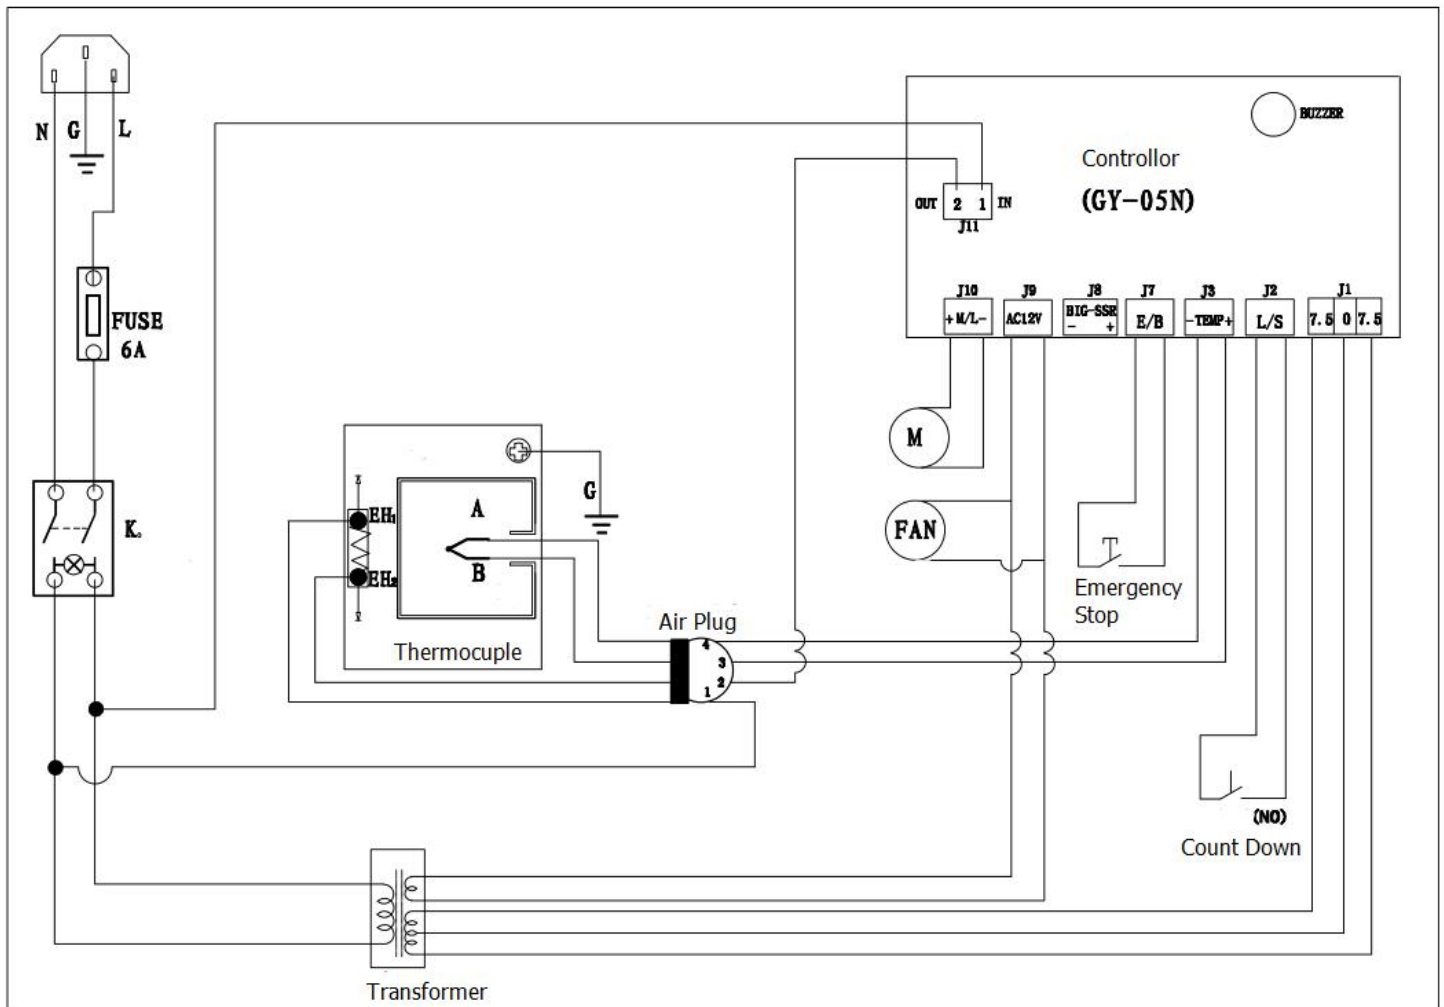 N G L
BUZZER
Controllor
(GY-05N)
OUT 2 1 IN
J11
J10 J9 J8 J7 J3 J2 J1
+ M/L - AC12V BIG-SSR - + E/B -TEMP+ L/S 7.5 0 7.5
FUSE
6A
M
G
A
EH1
FAN
K.
B
EH2
Emergency
Stop
Air Plug
Thermocuple
4
3
2
1
(NO)
Count Down
Transformer